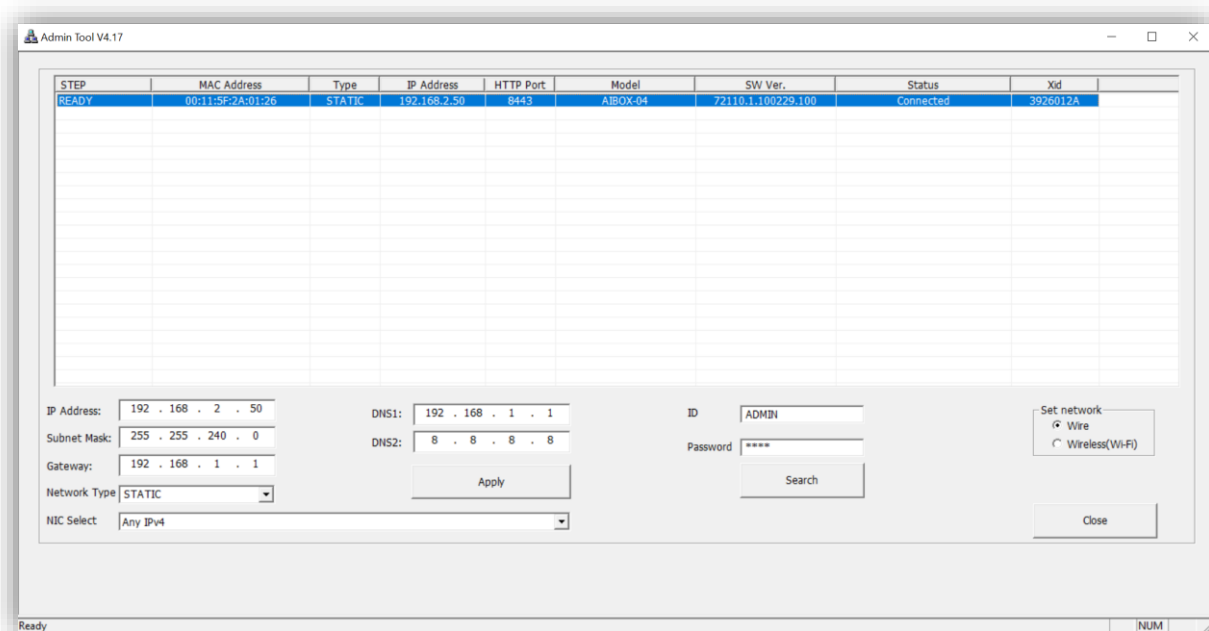 Admin Tool V4.17
STEP MAC Address Type IP Address HTTP Port Model SW Ver. Status Xid
READY 00:11:5F:2A:01:26 STATIC 192.168.2.50 8443 AIBOX-04 72110.1.100229.100 Connected 3926012A
IP Address: 192 . 168 . 2 . 50
Subnet Mask: 255 . 255 . 240 . 0
Gateway: 192 . 168 . 1 . 1
Network Type STATIC
NIC Select Any IPv4
DNS1: 192 . 168 . 1 . 1
DNS2: 8 . 8 . 8 . 8
Apply
ID ADMIN
Password ****
Search
Set network
Wire
Wireless(Wi-Fi)
Close
Ready NUM